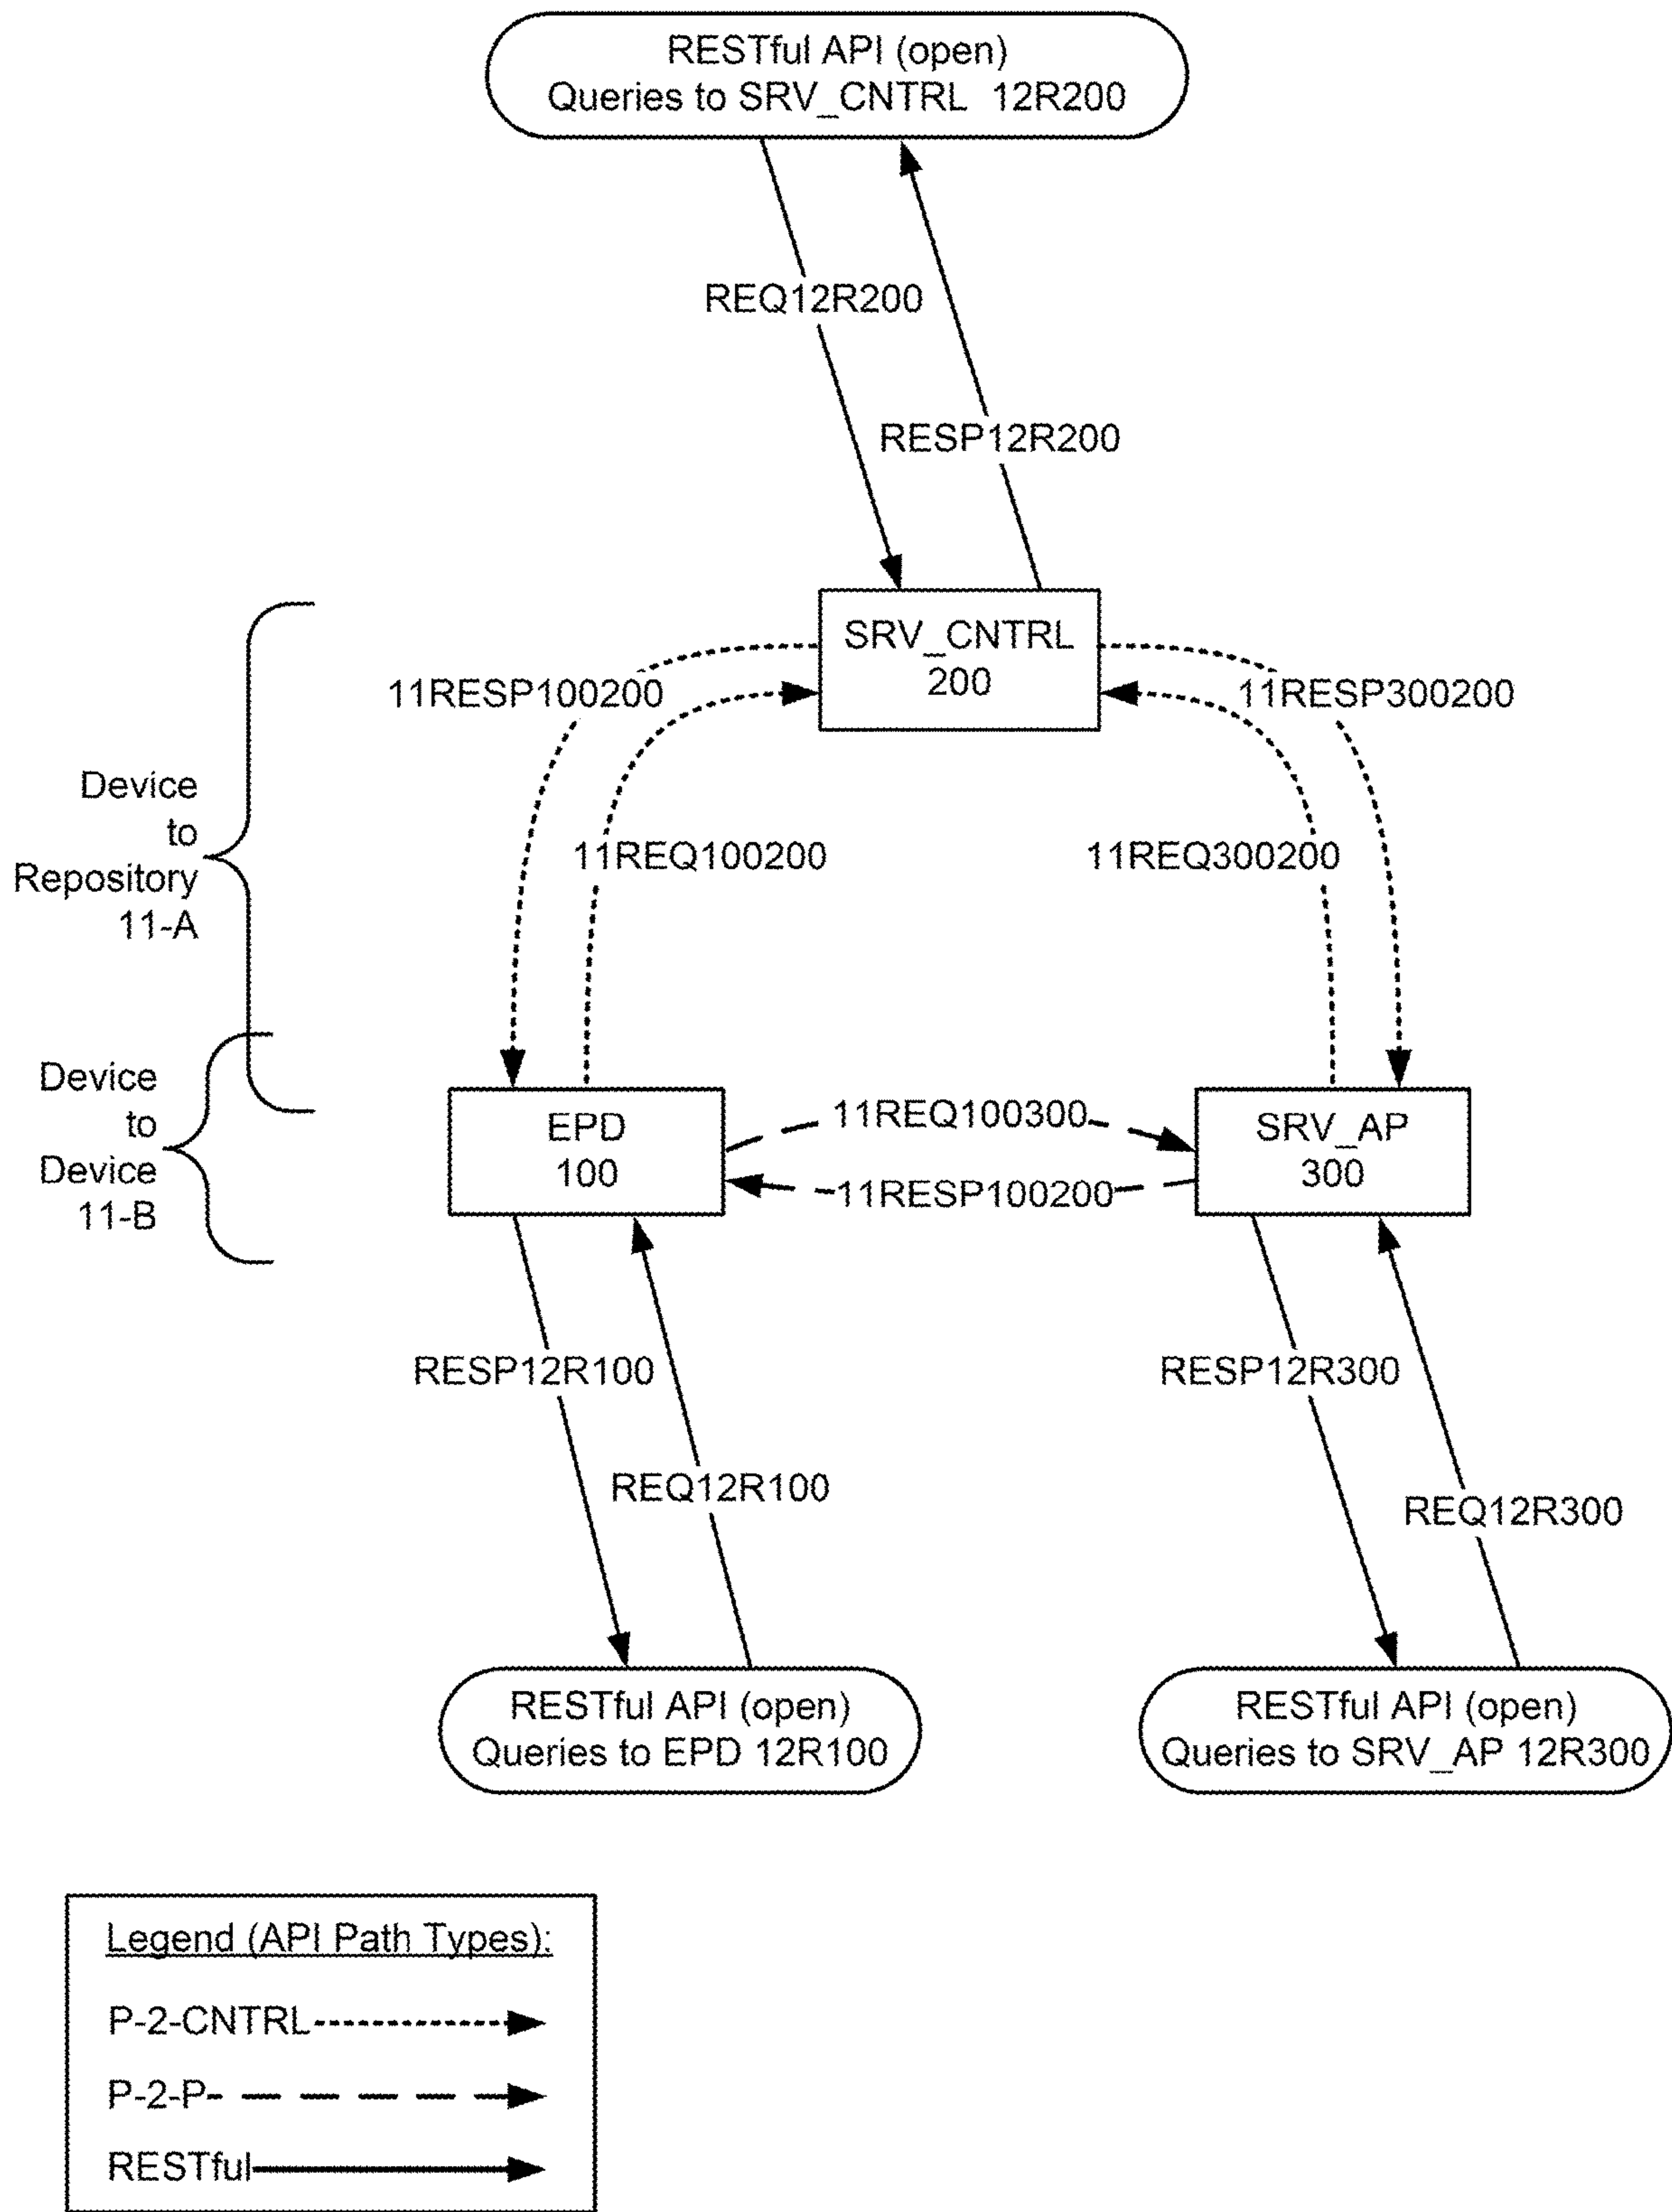 RESTful API (open)
Queries to SRV_CNTRL 12R200
REQ12R200
RESP12R200
SRV_CNTRL
200
11RESP100200
11RESP300200
Device
to
Repository
11-A
11REQ100200
11REQ300200
Device
to
Device
11-B
EPD
100
11REQ100300
11RESP100200
SRV_AP
300
RESP12R100
REQ12R100
RESP12R300
REQ12R300
RESTful API (open)
Queries to EPD 12R100
RESTful API (open)
Queries to SRV_AP 12R300
Legend (API Path Types):
P-2-CNTRL
P-2-P
RESTful